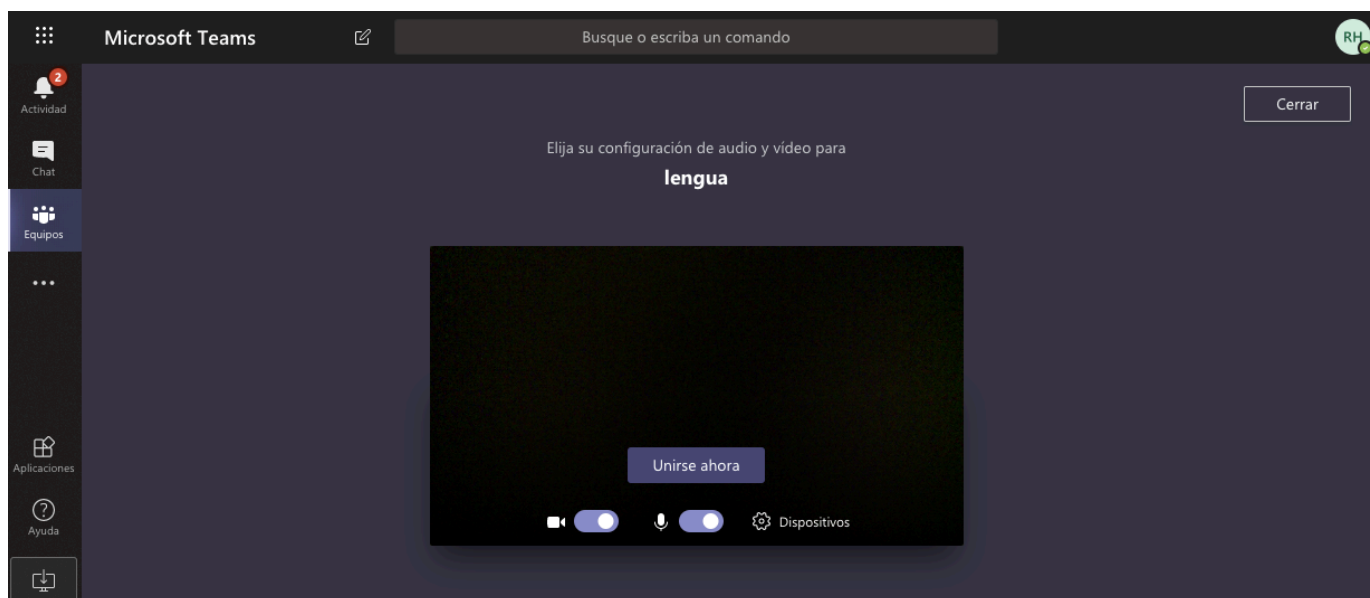 Microsoft Teams
Busque o escriba un comando
RH
2
Actividad
Chat
Equipos
Aplicaciones
Ayuda
Cerrar
Elija su configuración de audio y vídeo para
lengua
Unirse ahora
Dispositivos